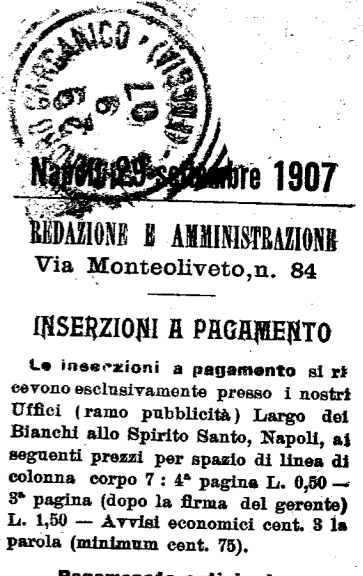 GARGANICO (FOGGIA)
Napoli, 29 settembre 1907
REDAZIONE E AMMINISTRAZIONE
Via Monteoliveto, n. 84
INSERZIONI A PAGAMENTO
Le inserzioni a pagamento si ri
cevono esclusivamente presso i nostri
Uffici (ramo pubblicità) Largo dei
Bianchi allo Spirito Santo, Napoli, ai
seguenti prezzi per spazio di linea di
colonna corpo 7 : 4ª pagina L. 0,50 —
3ª pagina (dopo la firma del gerente)
L. 1,50 — Avvisi economici cent. 3 la
parola (minimum cent. 75).